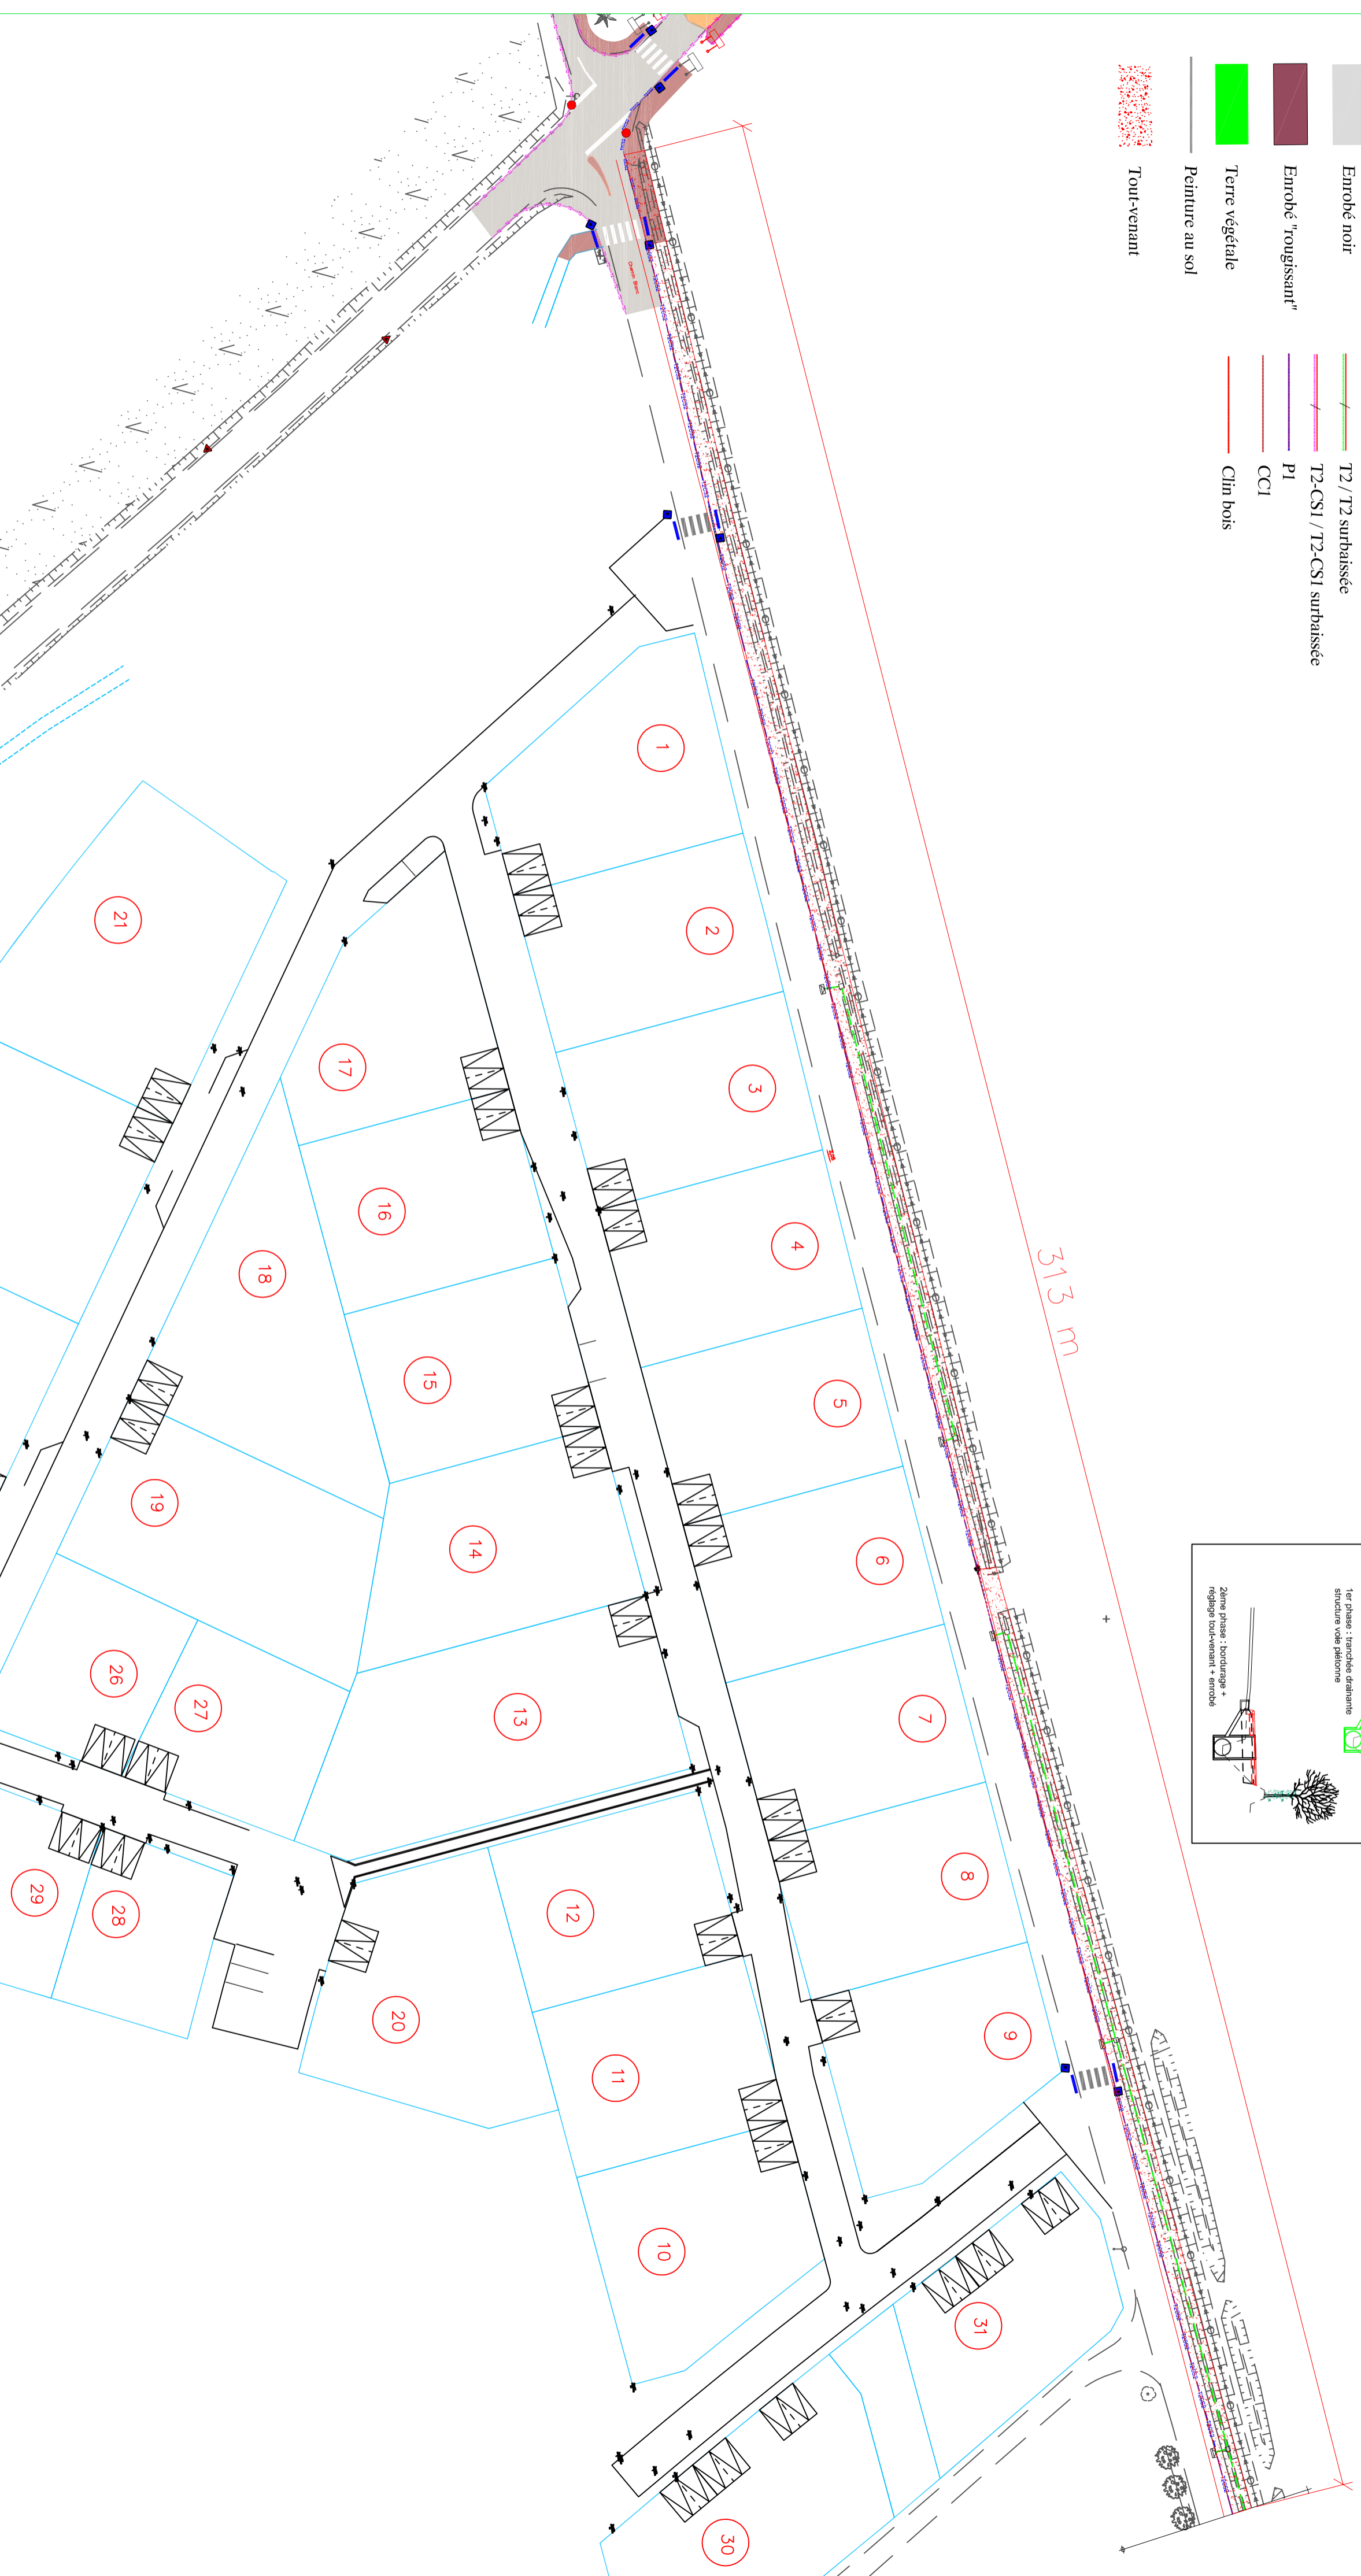 Enrobé noir
Enrobé "rougissant"
Terre végétale
Peinture au sol
Tout-venant
T2 / T2 surbaissée
T2-CS1 / T2-CS1 surbaissée
P1
CC1
Clin bois
1er phase : tranchée drainante
structure voie piétonne
2ème phase : bordurage +
réglage tout-venant + enrobé
313 m
Chemin Blanc
1
2
3
4
5
6
7
8
9
10
11
12
13
14
15
16
17
18
19
20
21
26
27
28
29
30
31